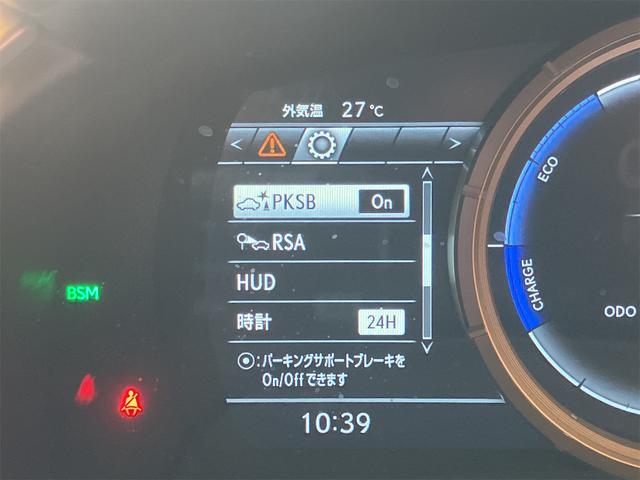 外気温 27℃
< >
PKSB On
RSA
HUD
時計 24H
⦿:パーキングサポートブレーキを
On/Offできます
10:39
BSM
ECO
CHARGE
ODO